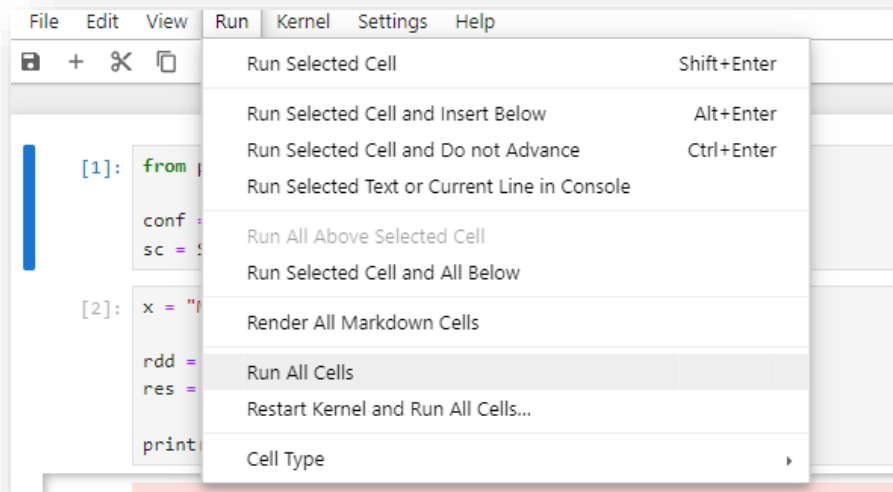 File Edit View Run Kernel Settings Help
Run Selected Cell Shift+Enter
Run Selected Cell and Insert Below Alt+Enter
Run Selected Cell and Do not Advance Ctrl+Enter
Run Selected Text or Current Line in Console
Run All Above Selected Cell
Run Selected Cell and All Below
Render All Markdown Cells
Run All Cells
Restart Kernel and Run All Cells...
Cell Type
[1]: from
conf =
sc =
[2]: x = "
rdd =
res =
print